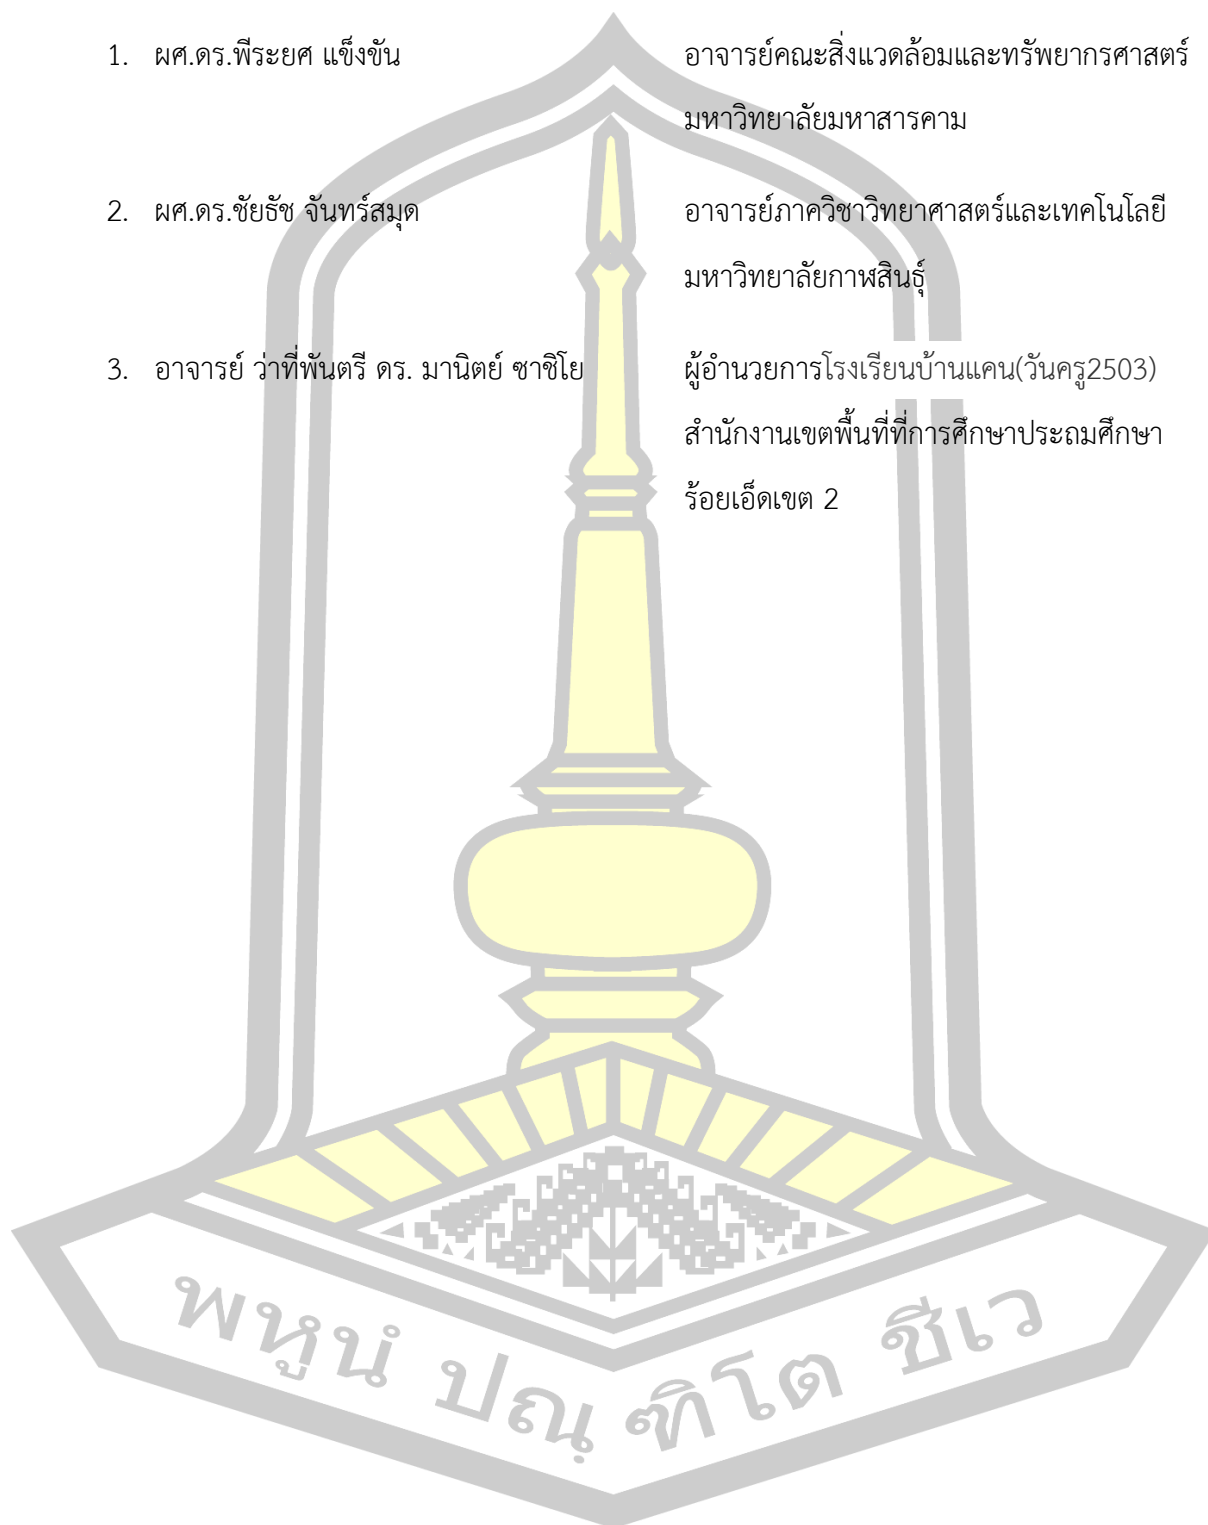 1. ผศ.ดร.พีระยศ แข็งขัน อาจารย์คณะสิ่งแวดล้อมและทรัพยากรศาสตร์
มหาวิทยาลัยมหาสารคาม
2. ผศ.ดร.ชัยธัช จันทร์สมุด อาจารย์ภาควิชาวิทยาศาสตร์และเทคโนโลยี
มหาวิทยาลัยกาฬสินธุ์
3. อาจารย์ ว่าที่พันตรี ดร. มานิตย์ ซาชิโย ผู้อำนวยการโรงเรียนบ้านแคน(วันครู2503)
สำนักงานเขตพื้นที่ที่การศึกษาประถมศึกษา
ร้อยเอ็ดเขต 2
พหูนํ ปณฺฑิโต ชีเว